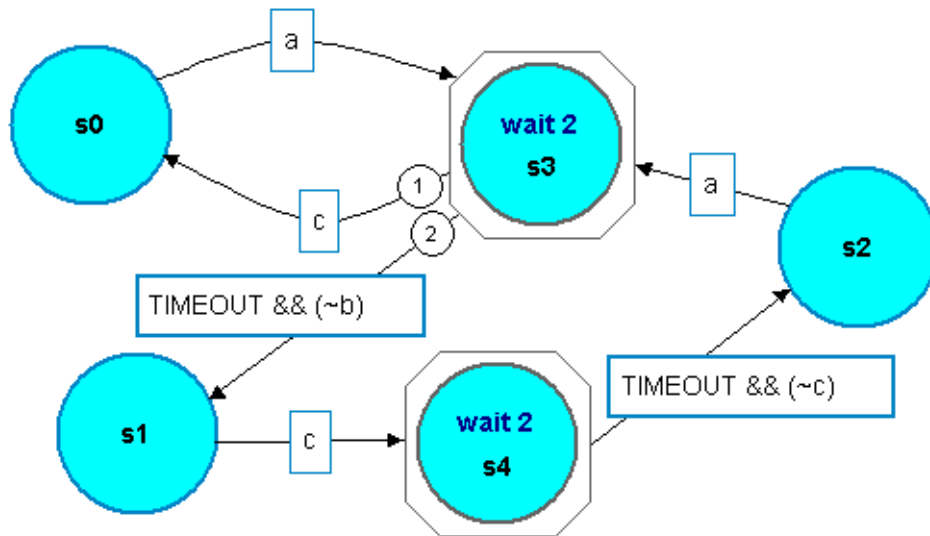 a
s0
wait 2
s3
1
a
c
2
s2
TIMEOUT && (~b)
TIMEOUT && (~c)
s1
c
wait 2
s4